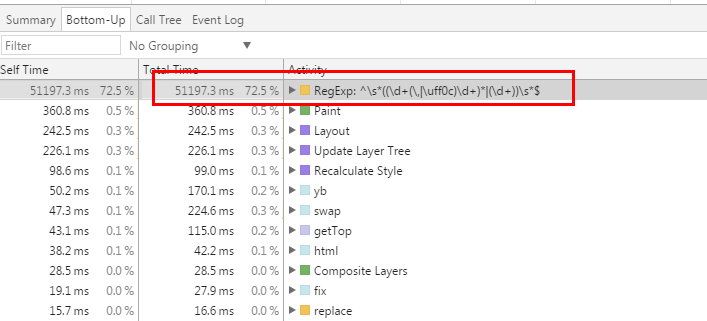 Summary Bottom-Up Call Tree Event Log
Filter No Grouping ▼
Self Time Total Time Activity
51197.3 ms 72.5 % 51197.3 ms 72.5 % ▶ RegExp: ^\s*((\d+(\,|\uff0c)\d+)*|(\d+))\s*$
360.8 ms 0.5 % 360.8 ms 0.5 % ▶ Paint
242.5 ms 0.3 % 242.5 ms 0.3 % ▶ Layout
226.1 ms 0.3 % 226.1 ms 0.3 % ▶ Update Layer Tree
98.6 ms 0.1 % 99.0 ms 0.1 % ▶ Recalculate Style
50.2 ms 0.1 % 170.1 ms 0.2 % ▶ yb
47.3 ms 0.1 % 224.6 ms 0.3 % ▶ swap
43.1 ms 0.1 % 115.0 ms 0.2 % ▶ getTop
38.2 ms 0.1 % 42.2 ms 0.1 % ▶ html
28.5 ms 0.0 % 28.5 ms 0.0 % ▶ Composite Layers
19.1 ms 0.0 % 27.9 ms 0.0 % ▶ fix
15.7 ms 0.0 % 16.6 ms 0.0 % ▶ replace